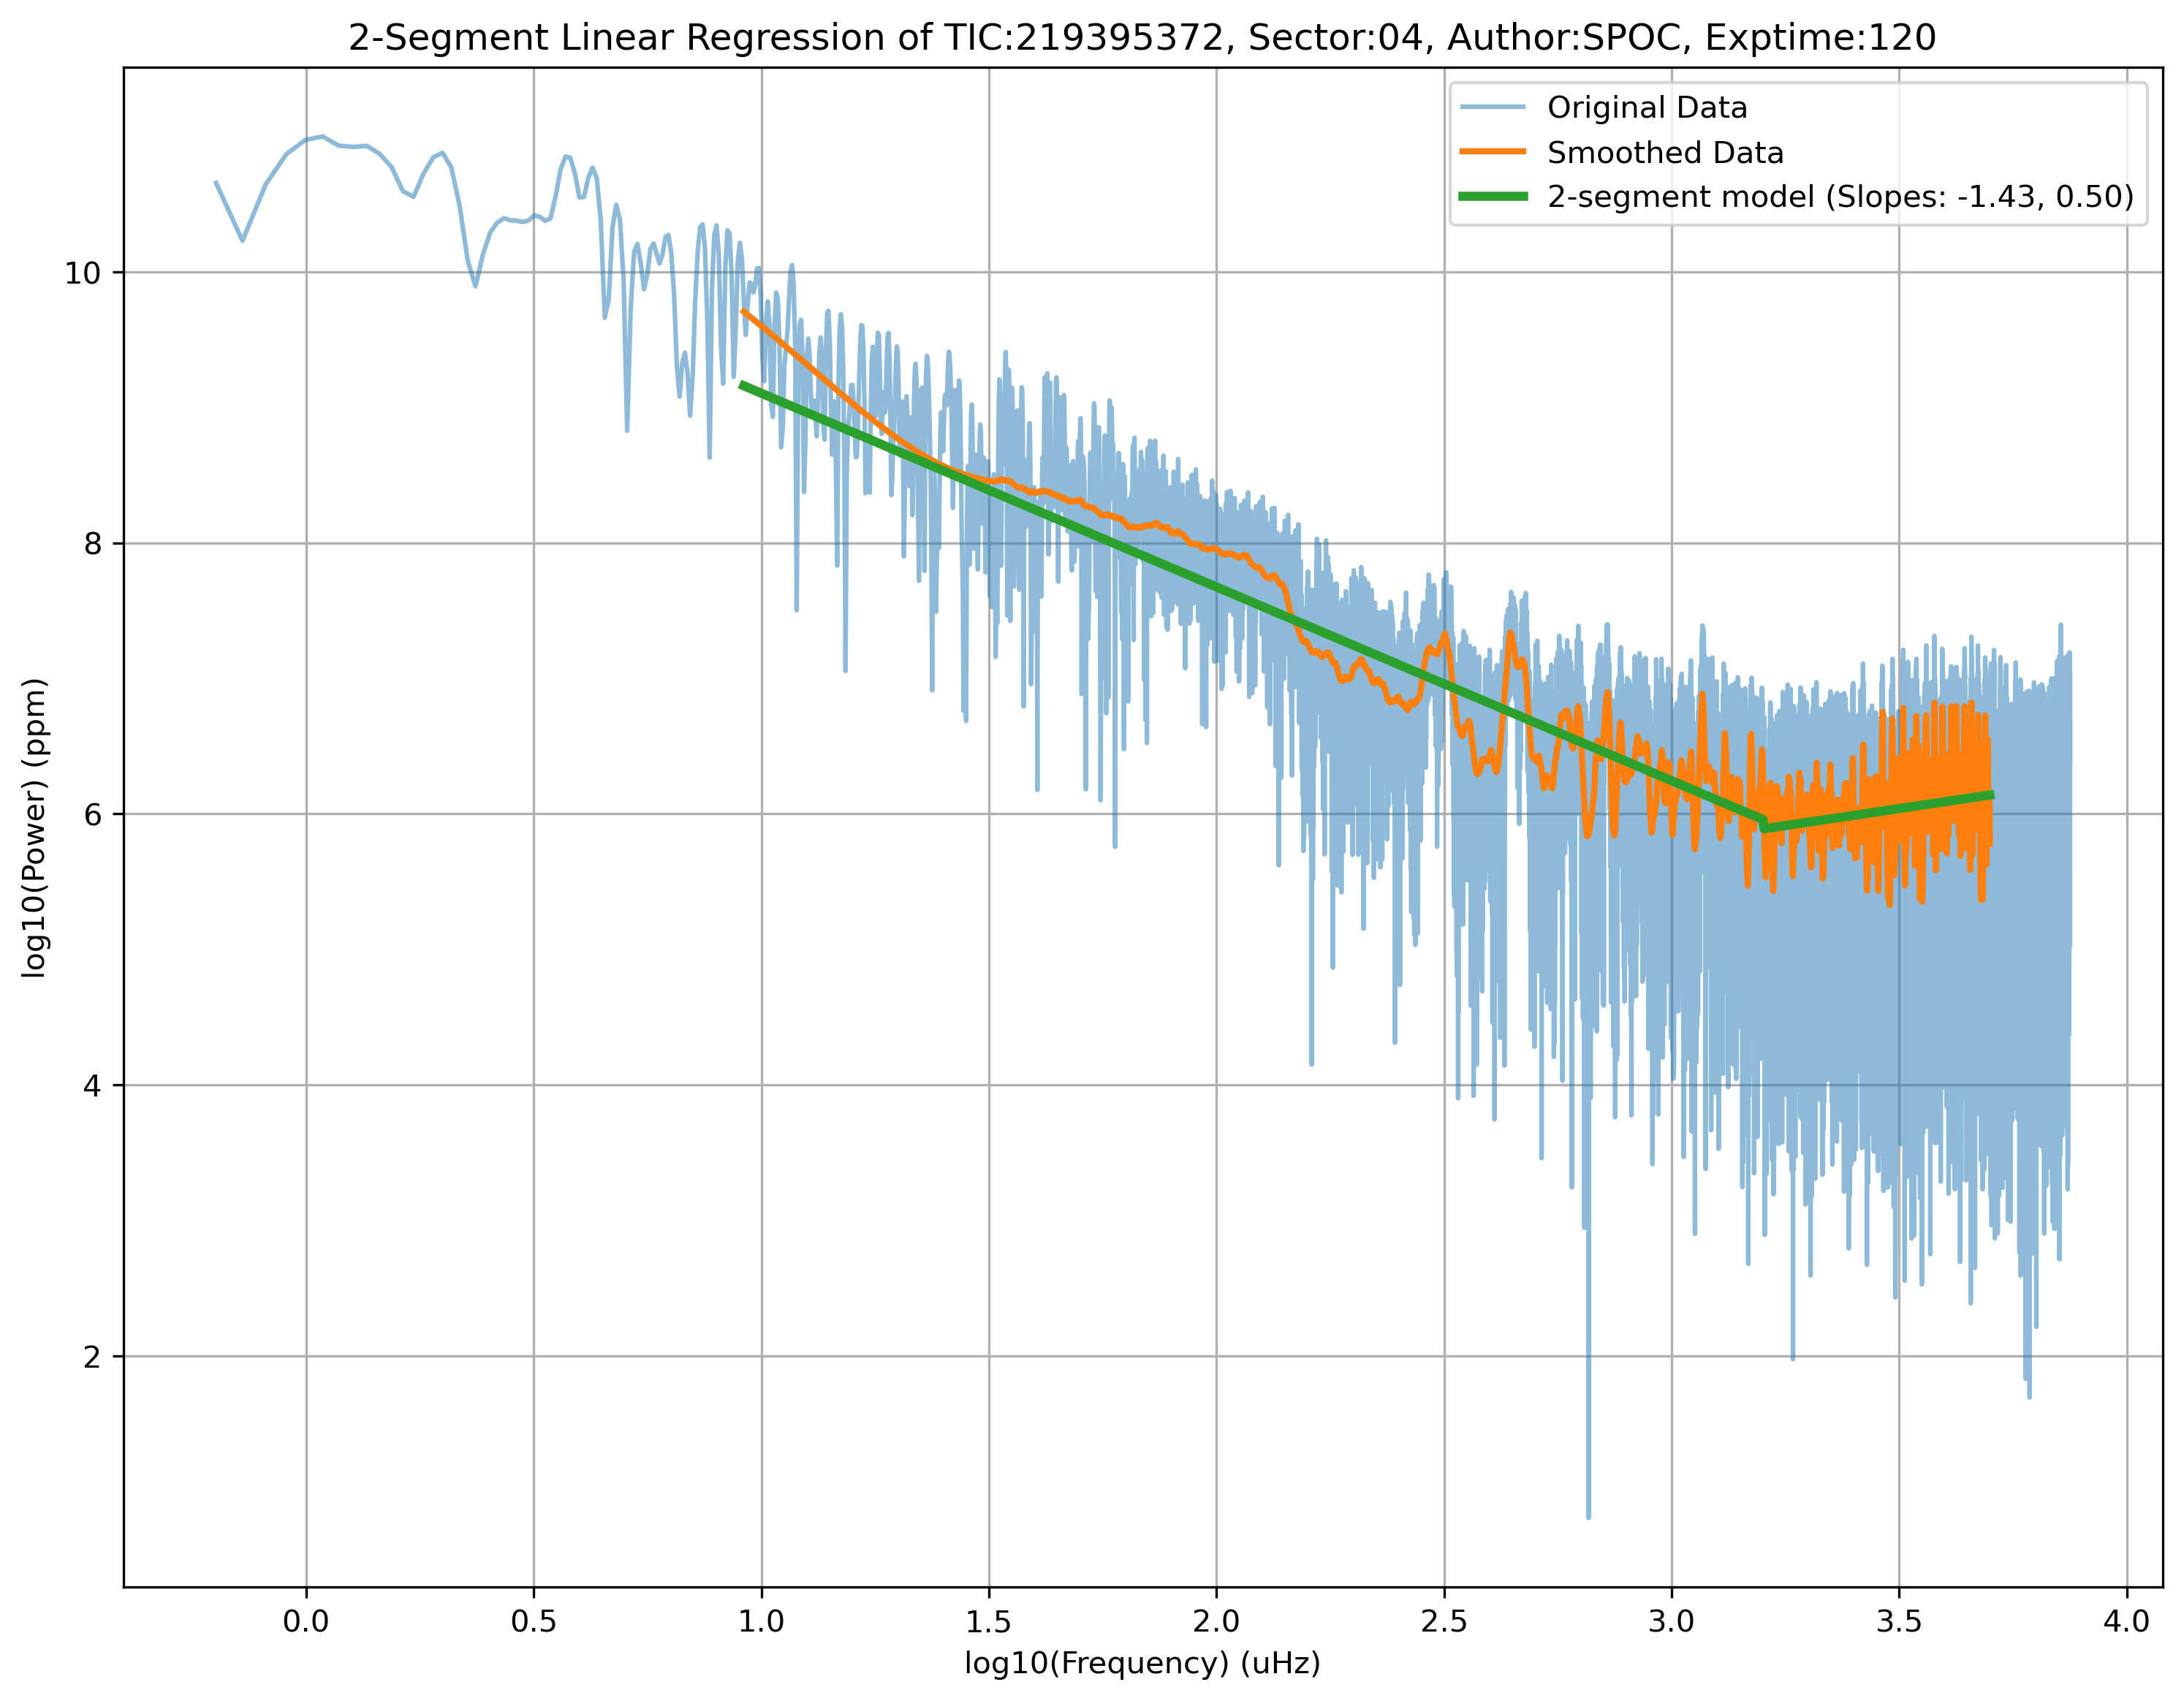 2-Segment Linear Regression of TIC:219395372, Sector:04, Author:SPOC, Exptime:120
Original Data
Smoothed Data
2-segment model (Slopes: -1.43, 0.50)
log10(Power) (ppm)
10
8
6
4
2
0.0 0.5 1.0 1.5 2.0 2.5 3.0 3.5 4.0
log10(Frequency) (uHz)